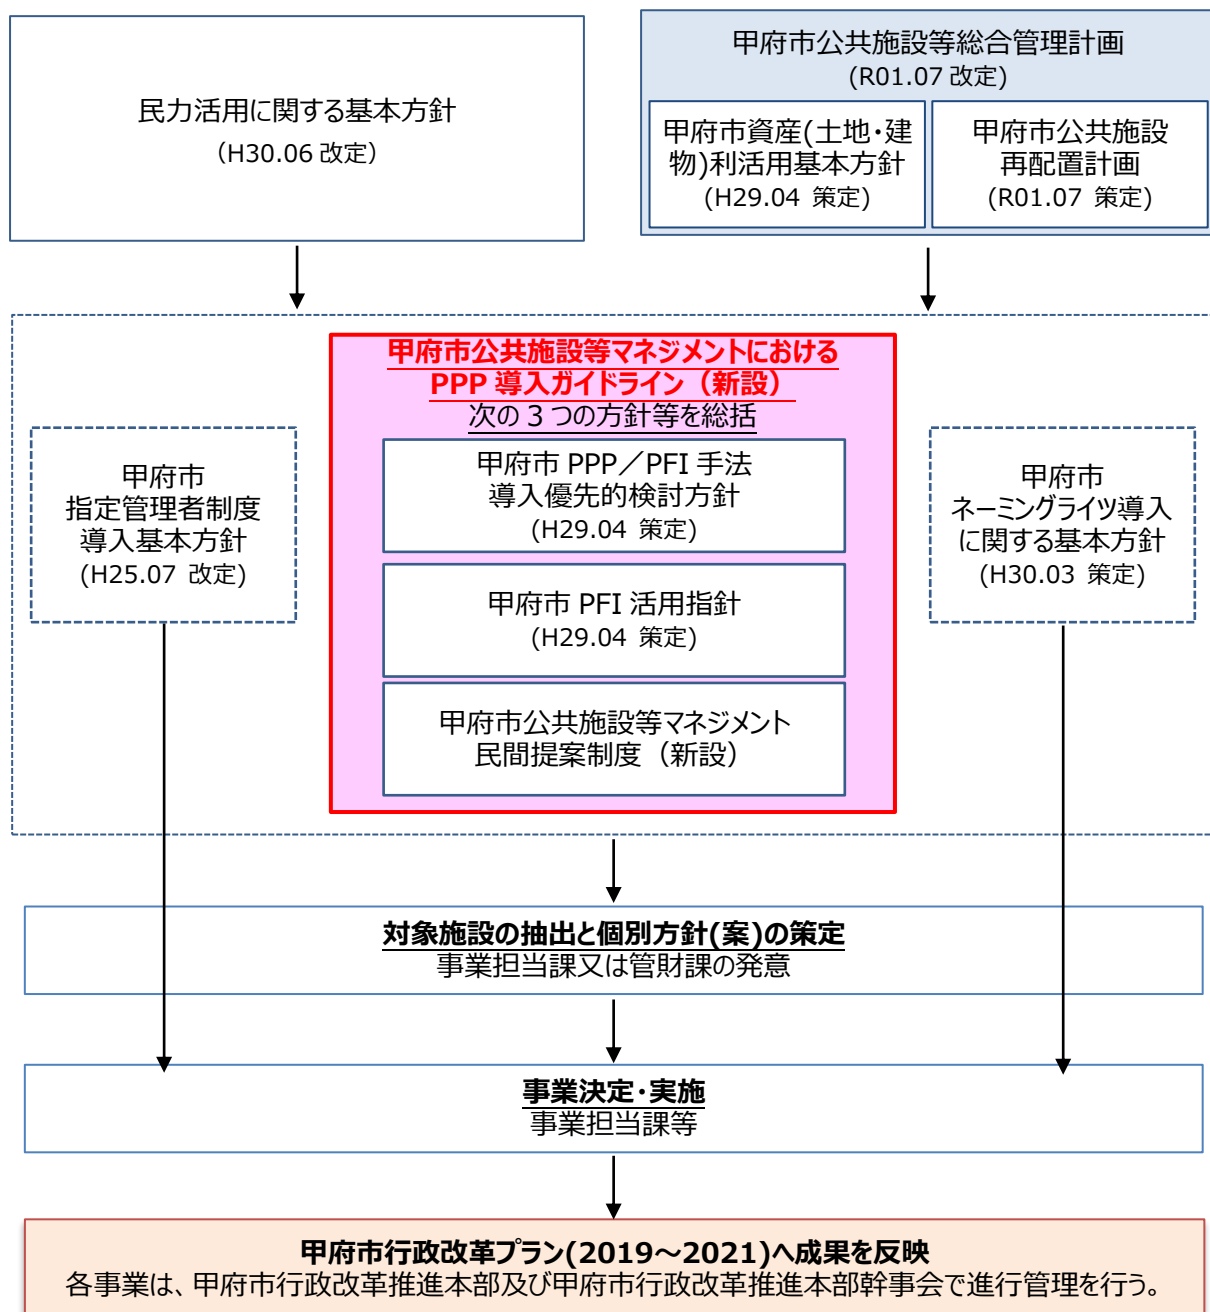 民力活用に関する基本方針
（H30.06 改定）
甲府市公共施設等総合管理計画
(R01.07 改定)
甲府市資産(土地・建
物)利活用基本方針
(H29.04 策定)
甲府市公共施設
再配置計画
(R01.07 策定)
甲府市公共施設等マネジメントにおける
PPP 導入ガイドライン（新設）
次の 3 つの方針等を総括
甲府市 PPP／PFI 手法
導入優先的検討方針
(H29.04 策定)
甲府市 PFI 活用指針
(H29.04 策定)
甲府市公共施設等マネジメント
民間提案制度（新設）
甲府市
指定管理者制度
導入基本方針
(H25.07 改定)
甲府市
ネーミングライツ導入
に関する基本方針
(H30.03 策定)
対象施設の抽出と個別方針(案)の策定
事業担当課又は管財課の発意
事業決定・実施
事業担当課等
甲府市行政改革プラン(2019～2021)へ成果を反映
各事業は、甲府市行政改革推進本部及び甲府市行政改革推進本部幹事会で進行管理を行う。